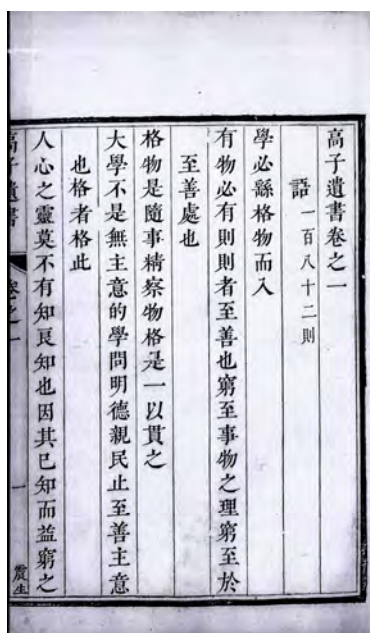 高子遺書卷之一
語一百八十二則
學必繇格物而入
有物必有則則者至善也窮至事物之理窮至於
至善處也
格物是隨事精察物格是一以貫之
大學不是無主意的學問明德親民止至善主意
也格者格此
人心之靈莫不有知良知也因其已知而益窮之
高子遺書
卷之一
一